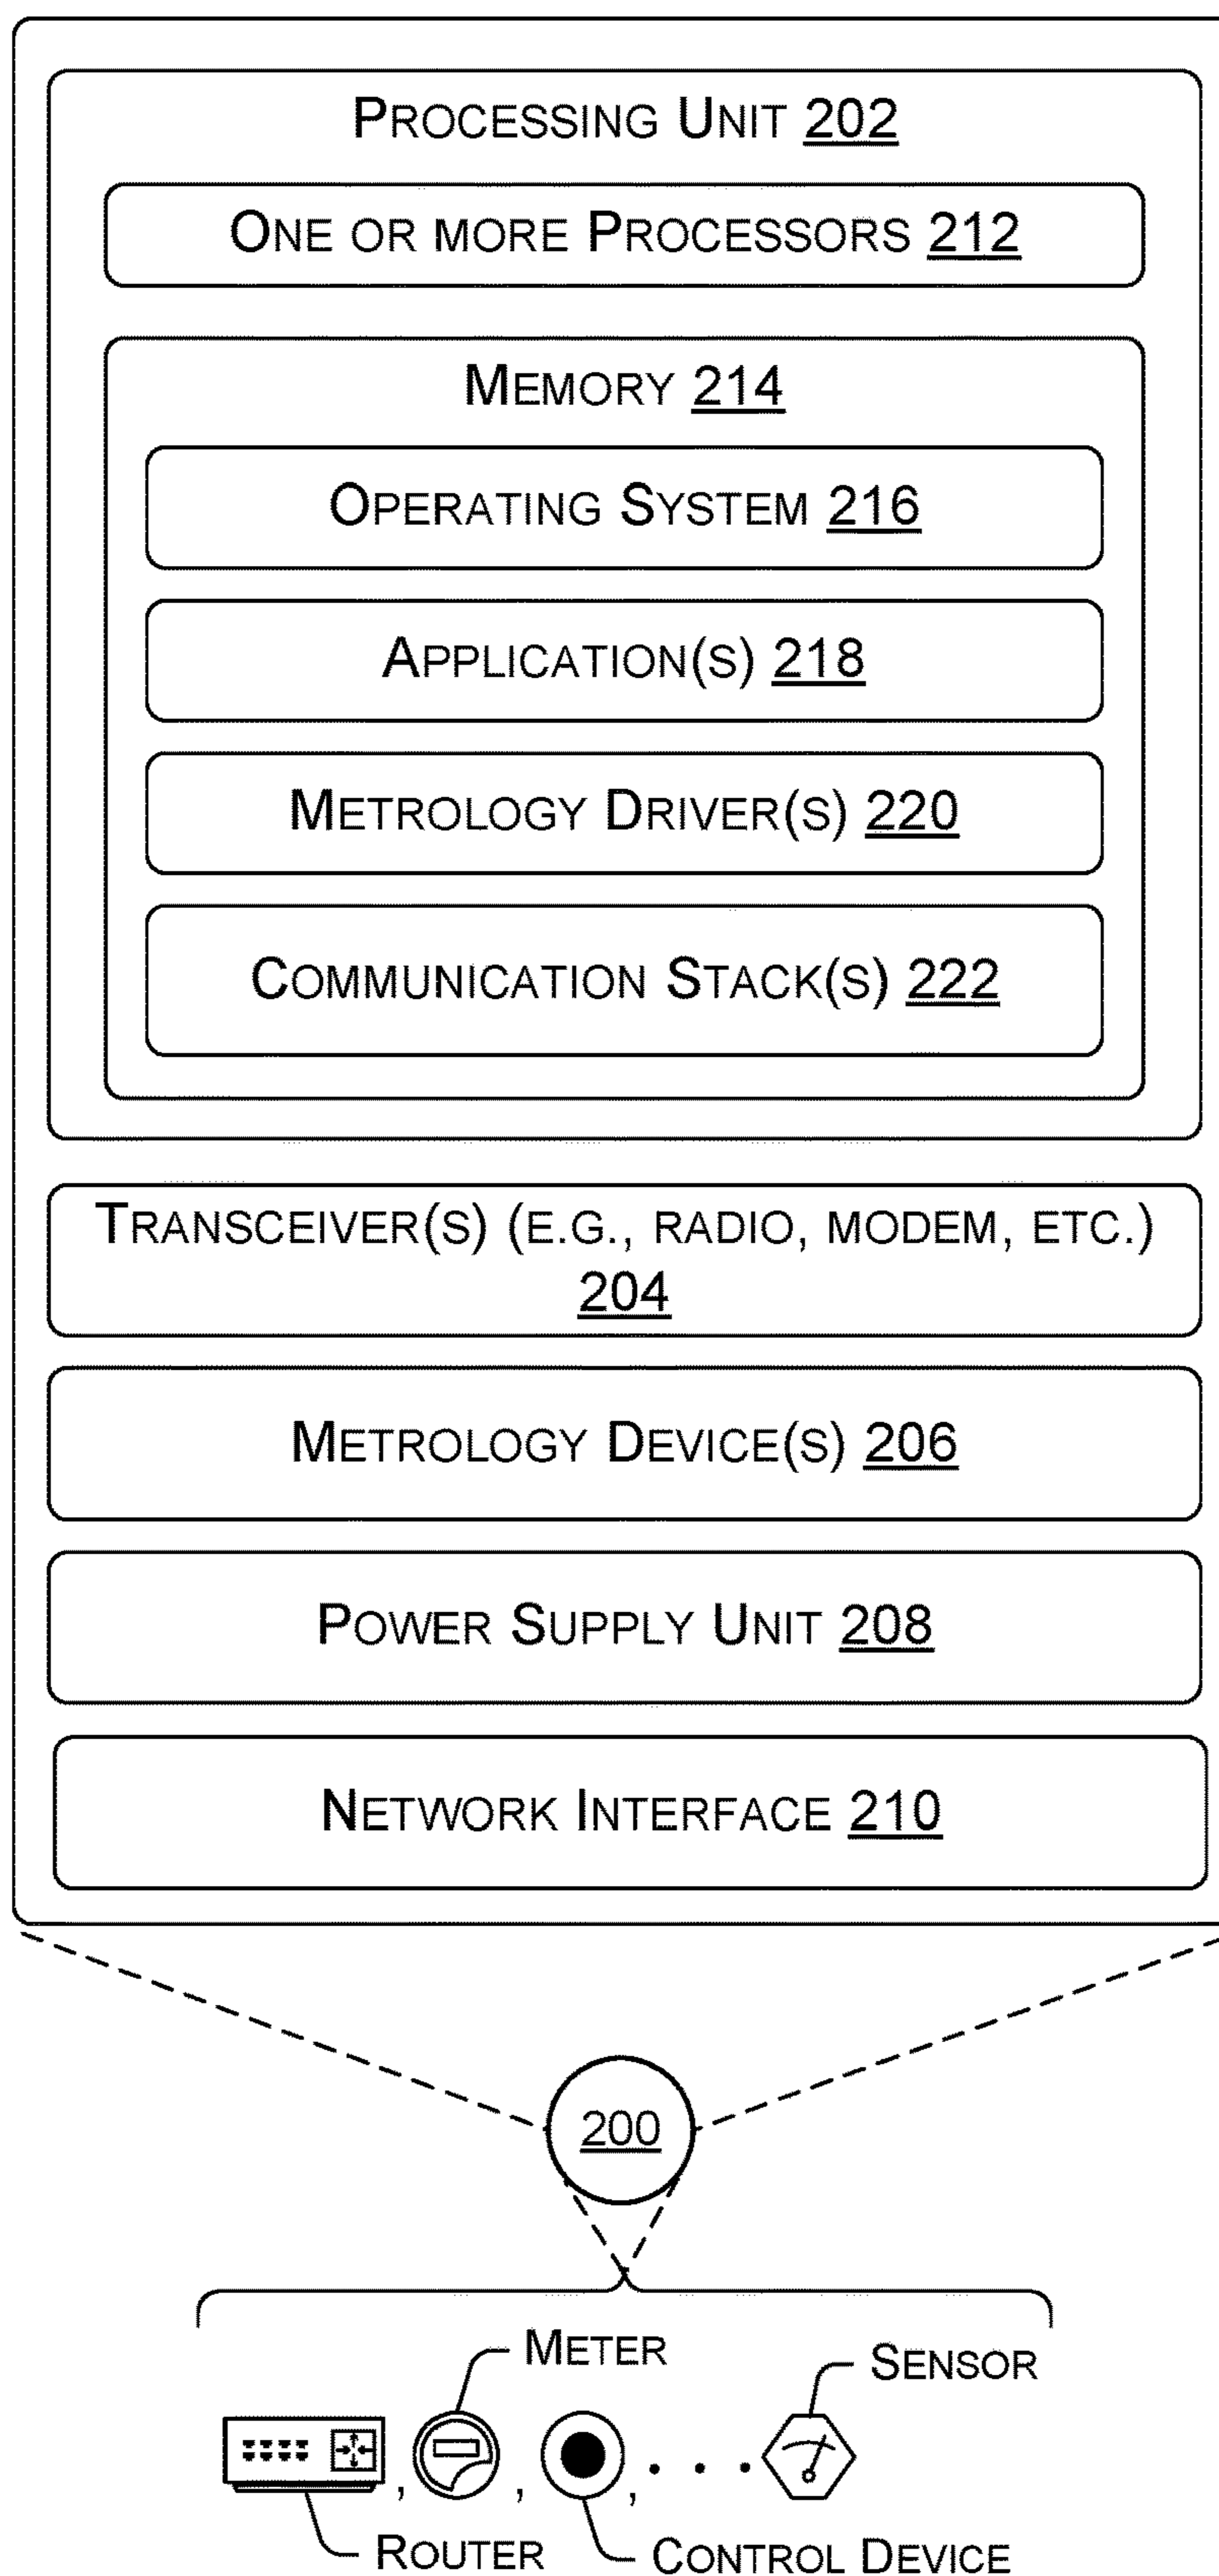 PROCESSING UNIT 202
ONE OR MORE PROCESSORS 212
MEMORY 214
OPERATING SYSTEM 216
APPLICATION(S) 218
METROLOGY DRIVER(S) 220
COMMUNICATION STACK(S) 222
TRANSCEIVER(S) (E.G., RADIO, MODEM, ETC.)
204
METROLOGY DEVICE(S) 206
POWER SUPPLY UNIT 208
NETWORK INTERFACE 210
200
METER
SENSOR
, , , . . .
ROUTER
CONTROL DEVICE